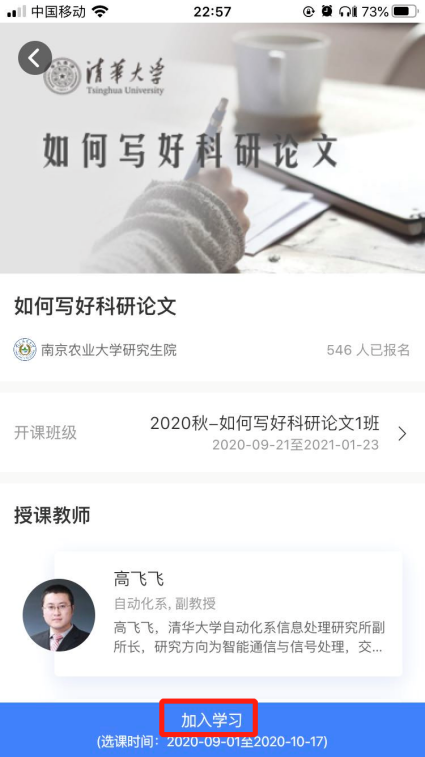 中国移动 22:57 73%
清华大学
Tsinghua University
如何写好科研论文
如何写好科研论文
南京农业大学研究生院 546 人已报名
开课班级 2020秋-如何写好科研论文1班
2020-09-21至2021-01-23
授课教师
高飞飞
自动化系, 副教授
高飞飞，清华大学自动化系信息处理研究所副
所长，研究方向为智能通信与信号处理，交...
加入学习
(选课时间：2020-09-01至2020-10-17)